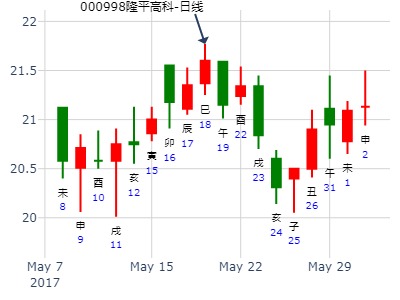 000998隆平高科-日线
22
21.5
21
20.5
20
未
8
申
9
酉
10
戌
11
亥
12
寅
15
卯
16
辰
17
巳
18
午
19
酉
22
戌
23
亥
24
子
25
丑
26
午
31
未
1
申
2
May 7
2017
May 15
May 22
May 29